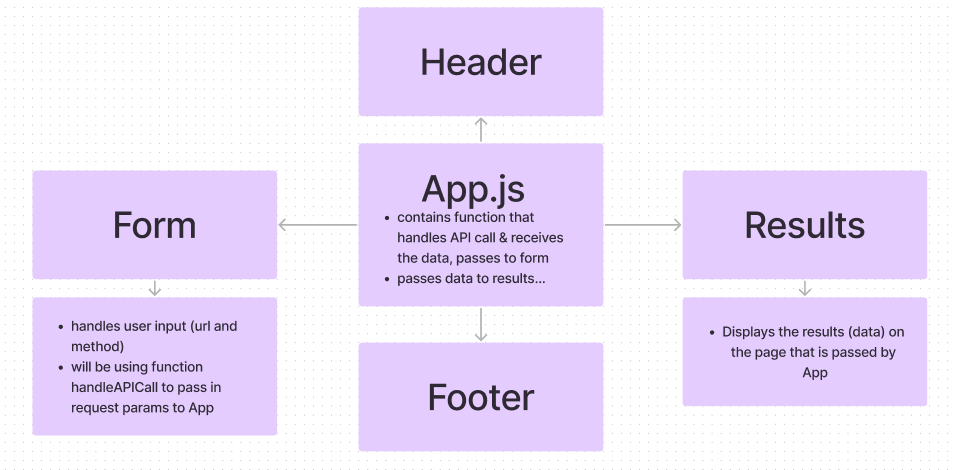 Header
App.js
• contains function that
handles API call & receives
the data, passes to form
• passes data to results...
Form
• handles user input (url and
method)
• will be using function
handleAPICall to pass in
request params to App
Results
• Displays the results (data) on
the page that is passed by
App
Footer